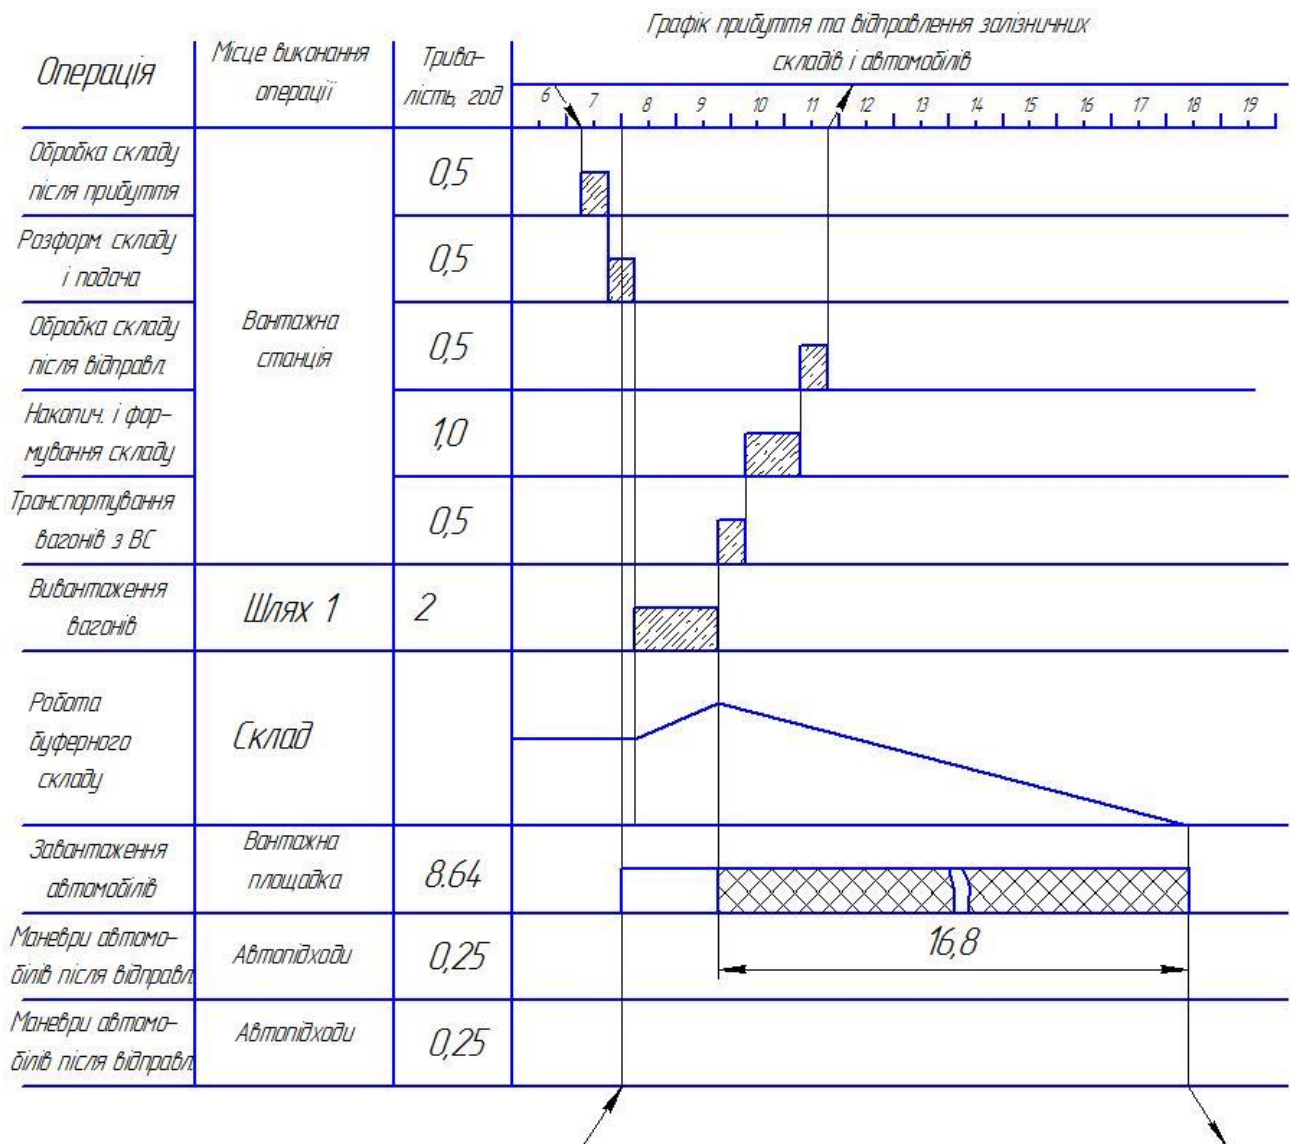 Графік прибуття та відправлення залізничних
складів і автомобілів
Операція
Місце виконання
операції
Трива-
лість, год
6 7 8 9 10 11 12 13 14 15 16 17 18 19
Обробка складу
після прибуття
0,5
Розформ. складу
і подача
0,5
Вантажна
станція
Обробка складу
після відправл.
0,5
Накопич. і фор-
мування складу
1,0
Транспортування
вагонів з ВС
0,5
Вивантаження
вагонів
Шлях 1
2
Робота
буферного
складу
Склад
Завантаження
автомобілів
Вантажна
площадка
8.64
Маневри автомо-
білів після відправл.
Автопідходи
0,25
16,8
Маневри автомо-
білів після відправл.
Автопідходи
0,25